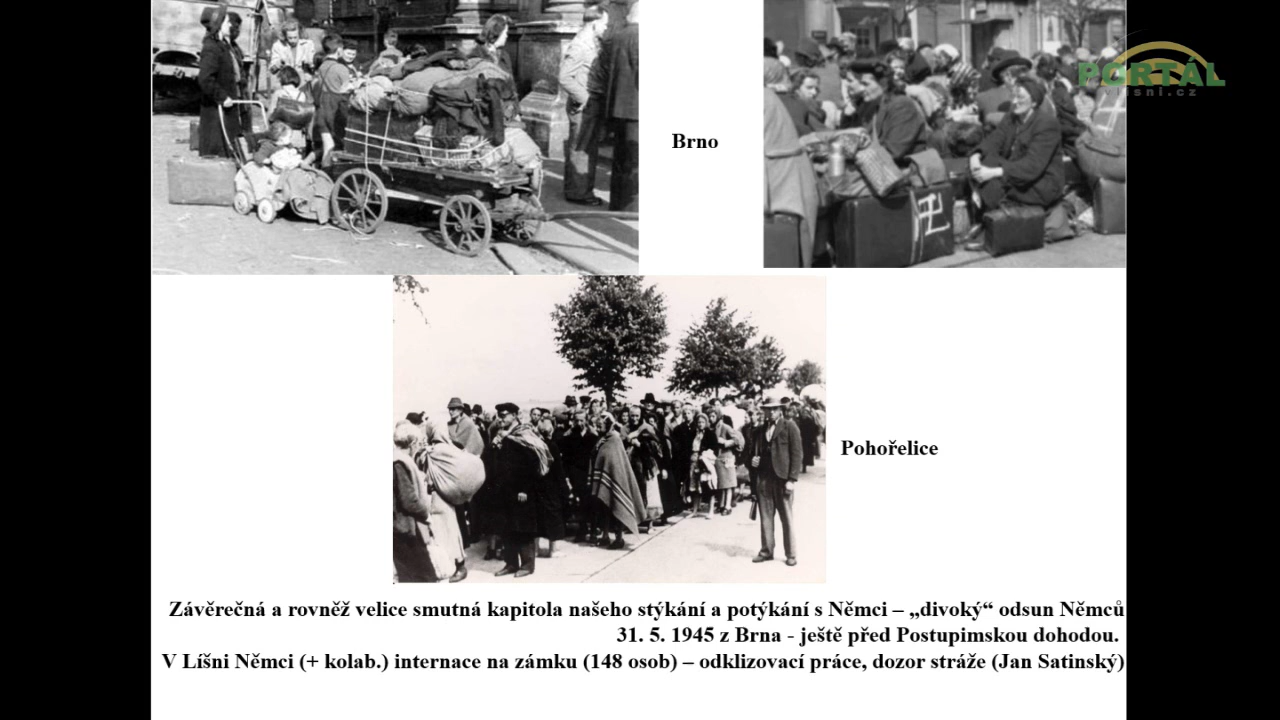 PORTÁL
Brno
Pohořelice
Závěrečná a rovněž velice smutná kapitola našeho stýkání a potýkání s Němci – „divoký“ odsun Němců
31. 5. 1945 z Brna - ještě před Postupimskou dohodou.
V Líšni Němci (+ kolab.) internace na zámku (148 osob) – odklizovací práce, dozor stráže (Jan Satinský)